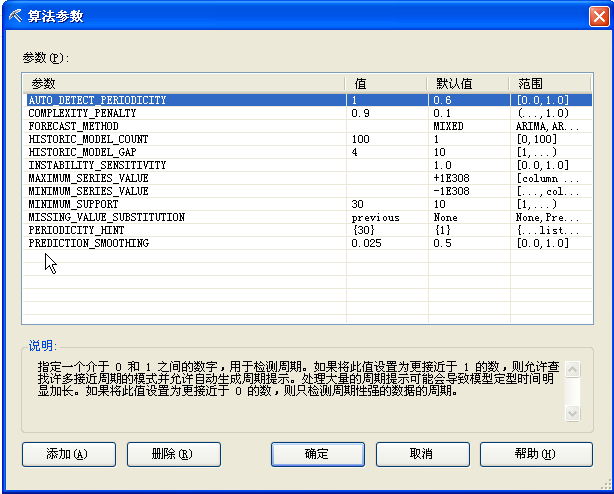 算法参数
参数(P):
参数 值 默认值 范围
AUTO_DETECT_PERIODICITY 1 0.6 [0.0,1.0]
COMPLEXITY_PENALTY 0.9 0.1 (...,1.0)
FORECAST_METHOD MIXED ARIMA,AR...
HISTORIC_MODEL_COUNT 100 1 [0,100]
HISTORIC_MODEL_GAP 4 10 [1,...)
INSTABILITY_SENSITIVITY 1.0 [0.0,1.0]
MAXIMUM_SERIES_VALUE +1E308 [column ...
MINIMUM_SERIES_VALUE -1E308 [...,col...
MINIMUM_SUPPORT 30 10 [1,...)
MISSING_VALUE_SUBSTITUTION previous None None,Pre...
PERIODICITY_HINT {30} {1} {...list...
PREDICTION_SMOOTHING 0.025 0.5 [0.0,1.0]
说明:
指定一个介于 0 和 1 之间的数字，用于检测周期。如果将此值设置为更接近于 1 的数，则允许查
找许多接近周期的模式并允许自动生成周期提示。处理大量的周期提示可能会导致模型定型时间明
显加长。如果将此值设置为更接近于 0 的数，则只检测周期性强的数据的周期。
添加(A) 删除(R) 确定 取消 帮助(H)